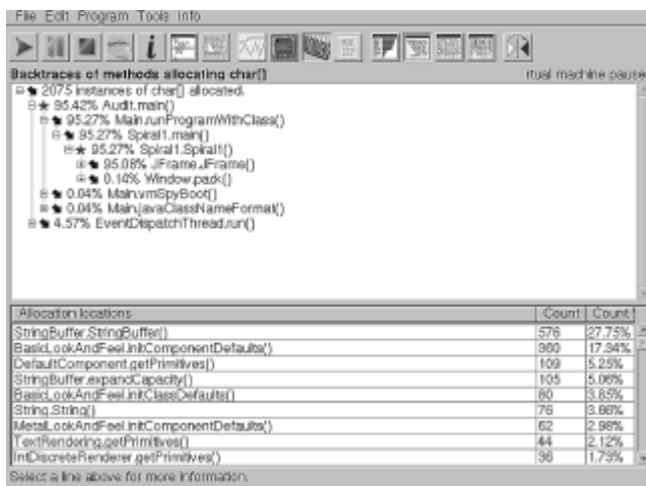 File Edit Program Tools Info
Backtraces of methods allocating char[]
rtual machine pause
2075 instances of char[] allocated.
95.42% Audit.main()
95.27% Main.runProgramWithClass()
95.27% Spiral1.main()
95.27% Spiral1.Spiral1()
95.08% JFrame.JFrame()
0.14% Window.pack()
0.04% Main.vmSpyBoot()
0.04% Main.javaClassNameFormat()
4.57% EventDispatchThread.run()
Allocation locations Count Count
StringBuffer.StringBuffer() 576 27.75%
BasicLookAndFeel.initComponentDefaults() 360 17.34%
DefaultComponent.getPrimitives() 109 5.25%
StringBuffer.expandCapacity() 105 5.06%
BasicLookAndFeel.initClassDefaults() 80 3.85%
String.String() 76 3.66%
MetalLookAndFeel.initComponentDefaults() 62 2.98%
TextRendering.getPrimitives() 44 2.12%
IntDiscreteRenderer.getPrimitives() 36 1.73%
Select a line above for more information.